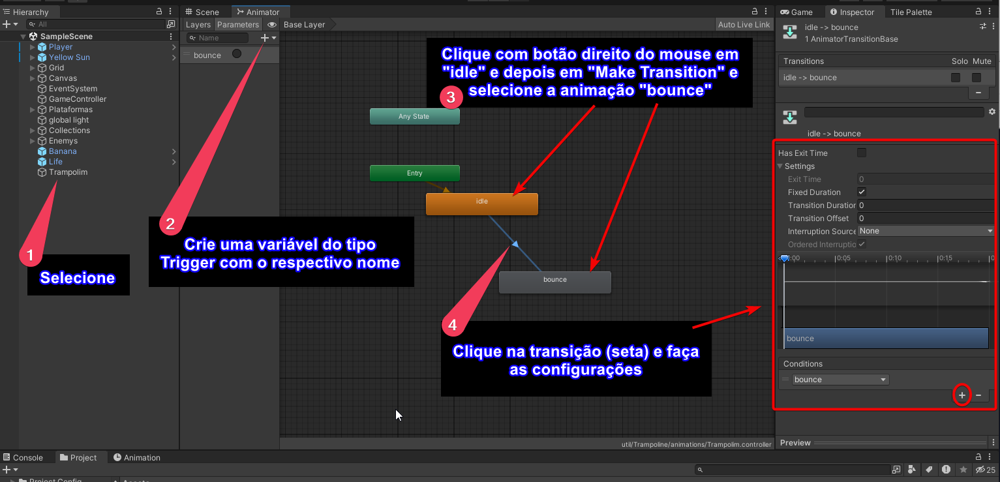 Hierarchy
All
SampleScene
Player
Yellow Sun
Grid
Canvas
EventSystem
GameController
Plataformas
global light
Collections
Enemys
Banana
Life
Trampolim
1
Selecione
Scene
Animator
Layers
Parameters
Base Layer
Auto Live Link
Name
bounce
2
Crie uma variável do tipo
Trigger com o respectivo nome
Clique com botão direito do mouse em
"idle" e depois em "Make Transition" e
selecione a animação "bounce"
3
Any State
Entry
idle
bounce
4
Clique na transição (seta) e faça
as configurações
util/Trampoline/animations/Trampolim.controller
Game
Inspector
Tile Palette
idle -> bounce
1 AnimatorTransitionBase
Transitions
Solo
Mute
idle -> bounce
idle -> bounce
Has Exit Time
Settings
Exit Time
0
Fixed Duration
Transition Duration
0
Transition Offset
0
Interruption Source
None
Ordered Interruptio
:00
0:05
0:10
0:15
bounce
Conditions
bounce
Preview
Console
Project
Animation
25
Project Config
Assets